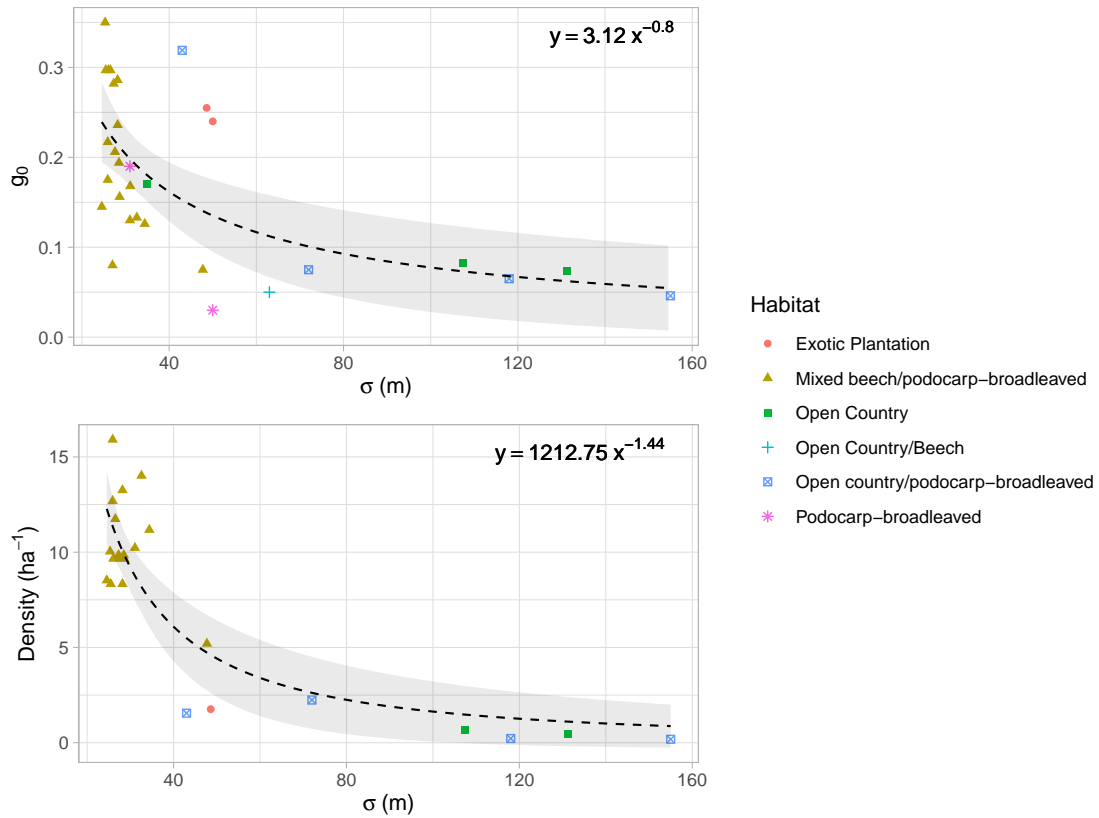 y = 3.12 x^−0.8
0.3
0.2
0.1
0.0
g₀
40
80
120
160
σ (m)
y = 1212.75 x^−1.44
15
10
5
0
Density (ha⁻¹)
40
80
120
160
σ (m)
Habitat
Exotic Plantation
Mixed beech/podocarp−broadleaved
Open Country
Open Country/Beech
Open country/podocarp−broadleaved
Podocarp−broadleaved